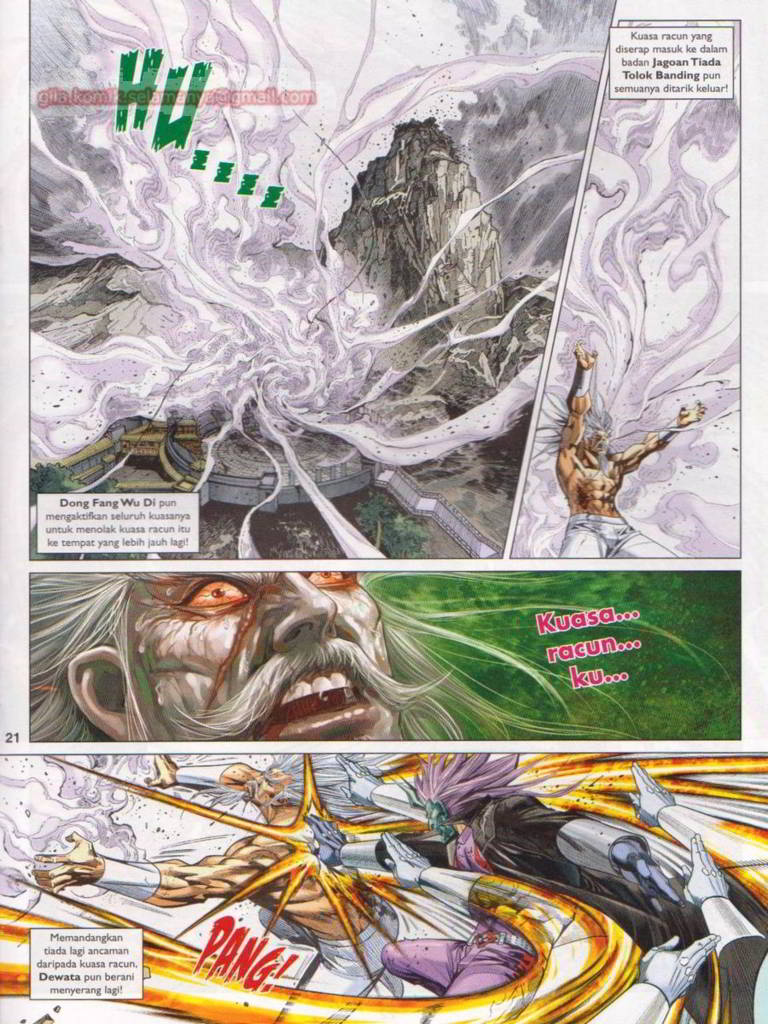 HU
zzzz
gila.komik.selamanya@gmail.com
Kuasa racun yang
diserap masuk ke dalam
badan Jagoan Tiada
Tolok Banding pun
semuanya ditarik keluar!
Dong Fang Wu Di pun
mengaktifkan seluruh kuasanya
untuk menolak kuasa racun itu
ke tempat yang lebih jauh lagi!
Kuasa...
racun...
ku...
21
Memandangkan
tiada lagi ancaman
daripada kuasa racun,
Dewata pun berani
menyerang lagi!
PANG!